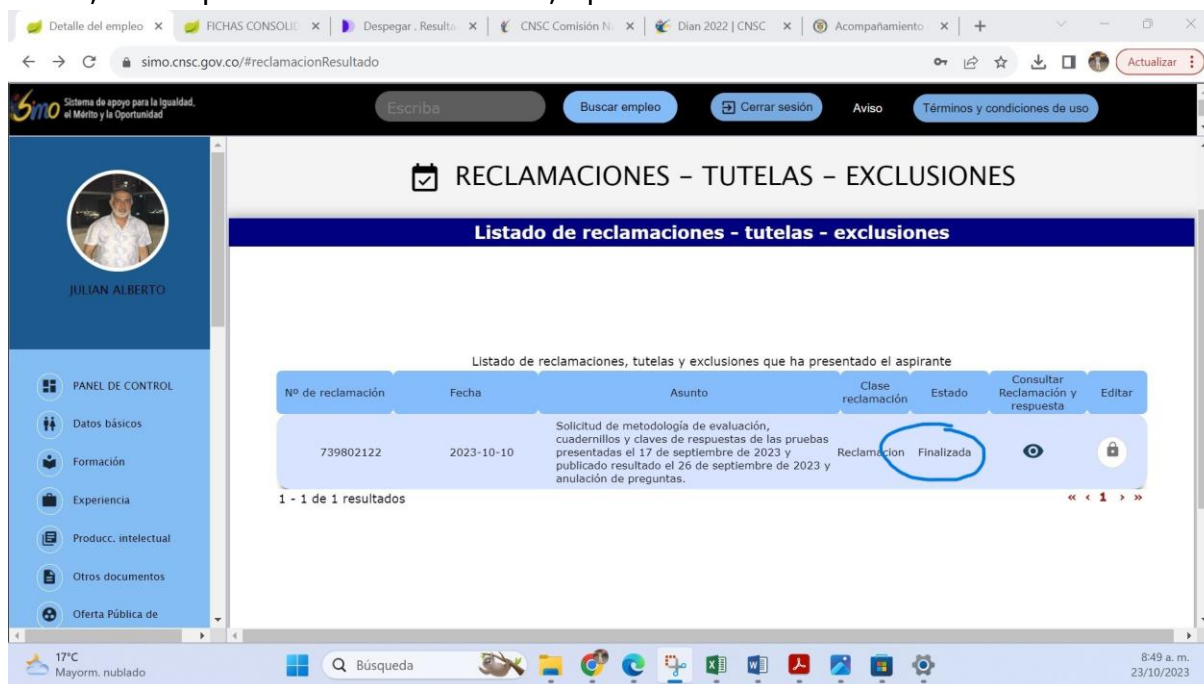 Detalle del empleo
FICHAS CONSOLID
Despegar . Resulta
CNSC Comisión N
Dian 2022 | CNSC
Acompañamiento
simo.cnsc.gov.co/#reclamacionResultado
Actualizar
Simo Sistema de apoyo para la Igualdad,
el Mérito y la Oportunidad
Escriba
Buscar empleo
Cerrar sesión
Aviso
Términos y condiciones de uso
RECLAMACIONES – TUTELAS – EXCLUSIONES
Listado de reclamaciones - tutelas - exclusiones
JULIAN ALBERTO
Listado de reclamaciones, tutelas y exclusiones que ha presentado el aspirante
Nº de reclamación
Fecha
Asunto
Clase
reclamación
Estado
Consultar
Reclamación y
respuesta
Editar
739802122
2023-10-10
Solicitud de metodología de evaluación,
cuadernillos y claves de respuestas de las pruebas
presentadas el 17 de septiembre de 2023 y
publicado resultado el 26 de septiembre de 2023 y
anulación de preguntas.
Reclamacion
Finalizada
1 - 1 de 1 resultados
« ‹ 1 › »
PANEL DE CONTROL
Datos básicos
Formación
Experiencia
Producc. intelectual
Otros documentos
Oferta Pública de
17°C
Mayorm. nublado
Búsqueda
8:49 a. m.
23/10/2023